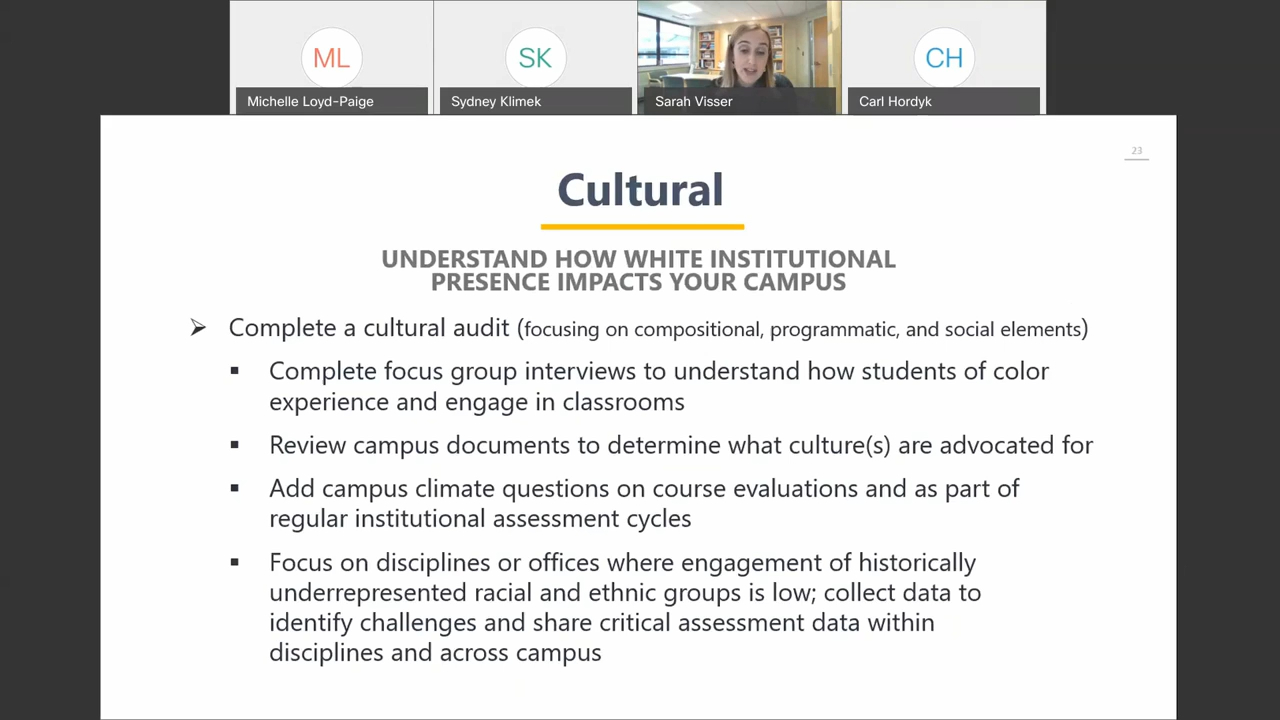 ML
SK
CH
Michelle Loyd-Paige
Sydney Klimek
Sarah Visser
Carl Hordyk
23
Cultural
UNDERSTAND HOW WHITE INSTITUTIONAL
PRESENCE IMPACTS YOUR CAMPUS
➢ Complete a cultural audit (focusing on compositional, programmatic, and social elements)
▪ Complete focus group interviews to understand how students of color
experience and engage in classrooms
▪ Review campus documents to determine what culture(s) are advocated for
▪ Add campus climate questions on course evaluations and as part of
regular institutional assessment cycles
▪ Focus on disciplines or offices where engagement of historically
underrepresented racial and ethnic groups is low; collect data to
identify challenges and share critical assessment data within
disciplines and across campus